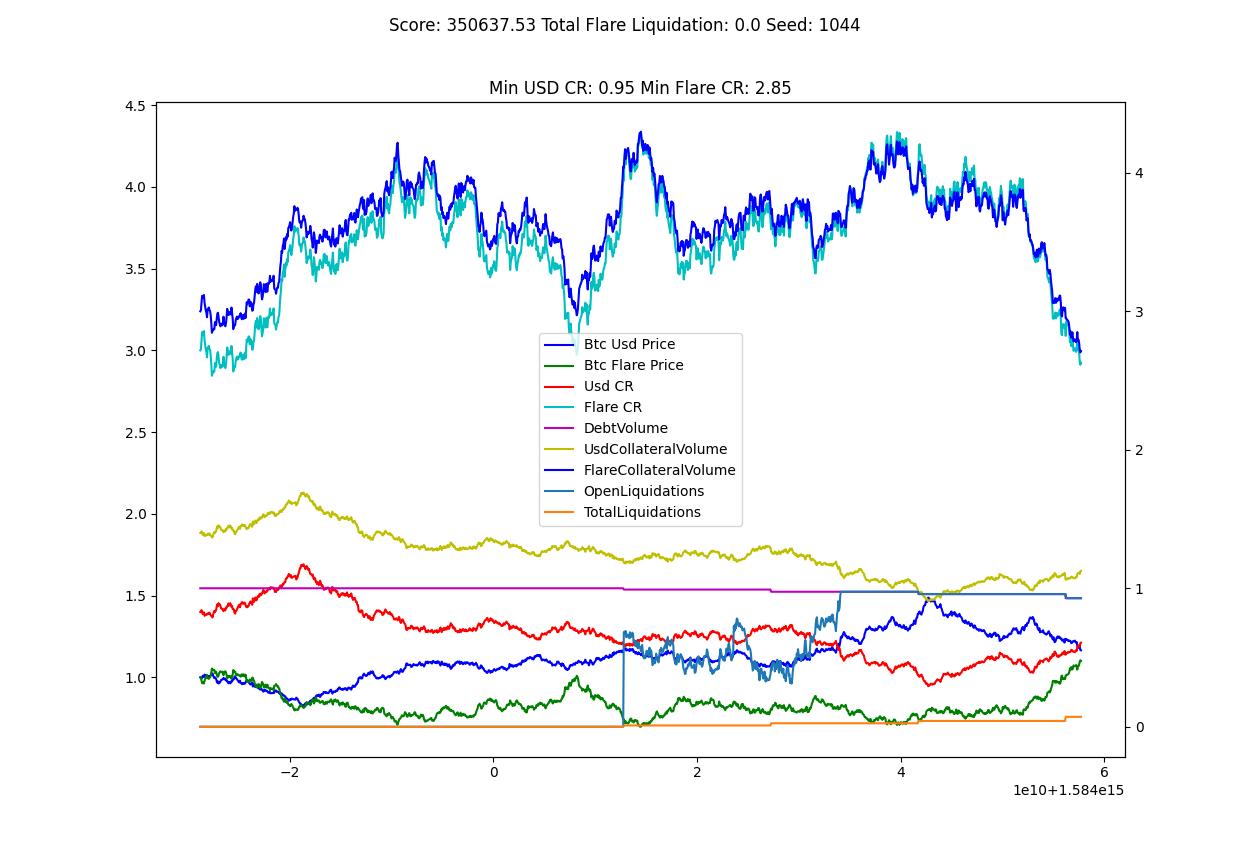 Score: 350637.53 Total Flare Liquidation: 0.0 Seed: 1044
Min USD CR: 0.95 Min Flare CR: 2.85
4.5
4.0
3.5
3.0
2.5
2.0
1.5
1.0
4
3
2
1
0
Btc Usd Price
Btc Flare Price
Usd CR
Flare CR
DebtVolume
UsdCollateralVolume
FlareCollateralVolume
OpenLiquidations
TotalLiquidations
−2 0 2 4 6
1e10+1.584e15